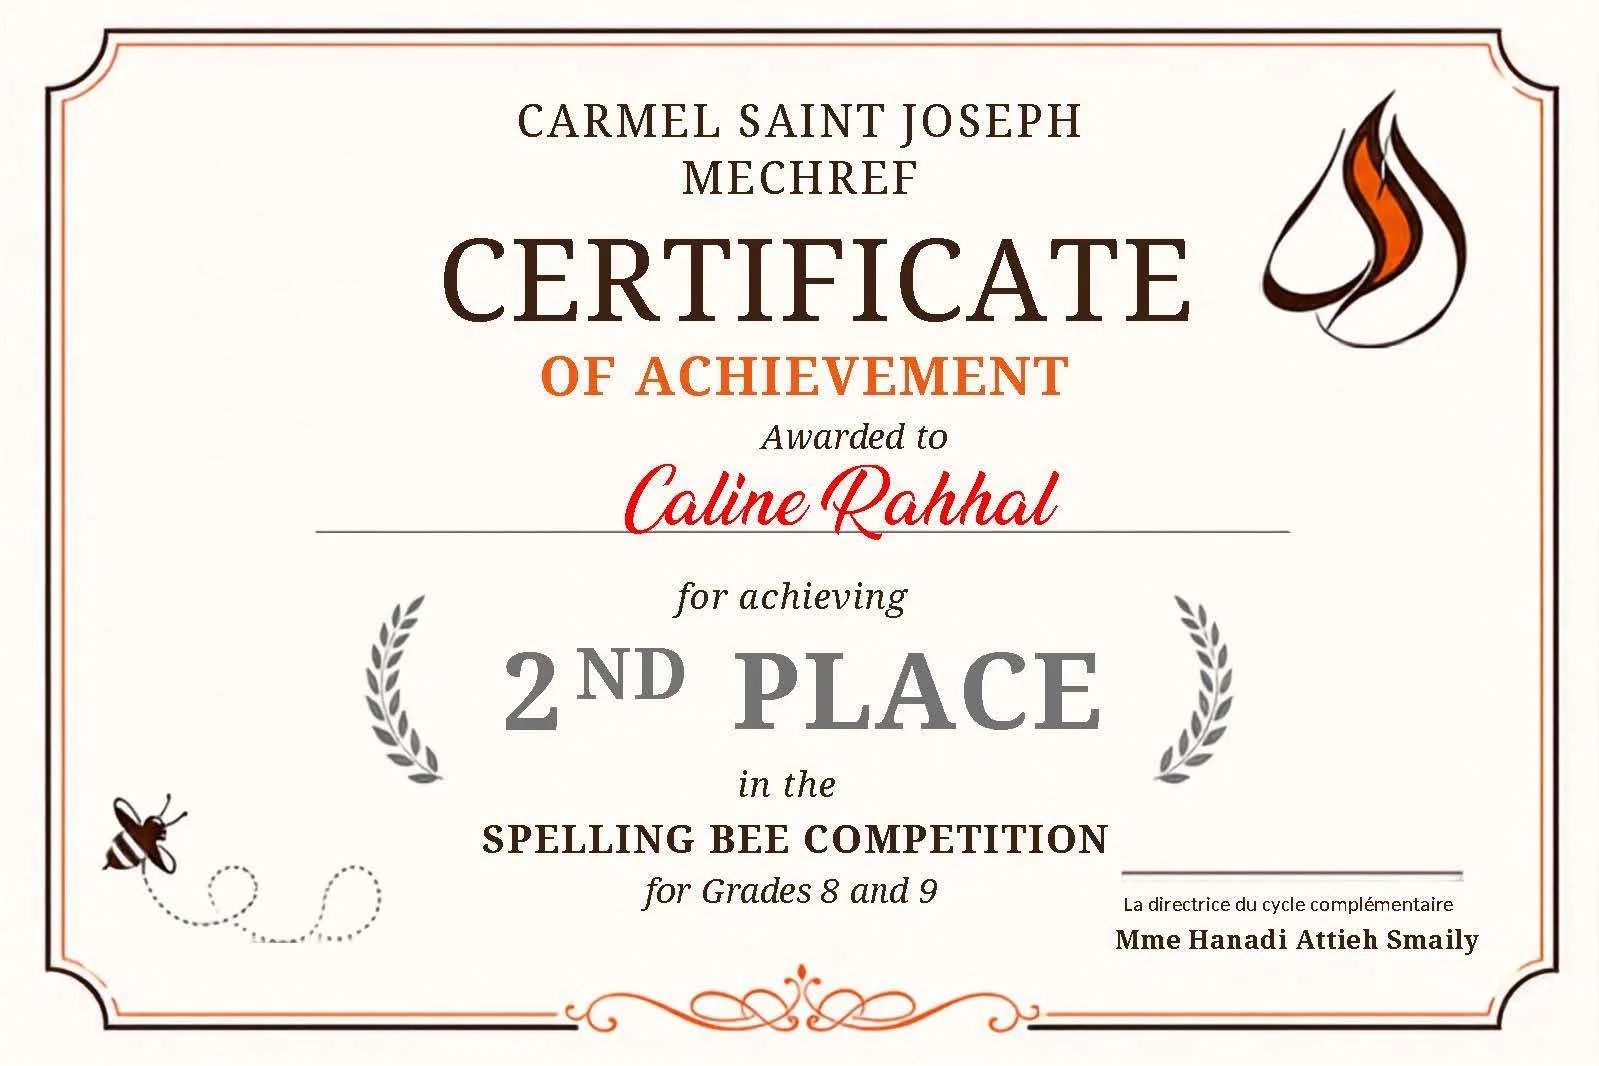 CARMEL SAINT JOSEPH
MECHREF
CERTIFICATE
OF ACHIEVEMENT
Awarded to
Caline Rahhal
for achieving
2ND PLACE
in the
SPELLING BEE COMPETITION
for Grades 8 and 9
La directrice du cycle complémentaire
Mme Hanadi Attieh Smaily